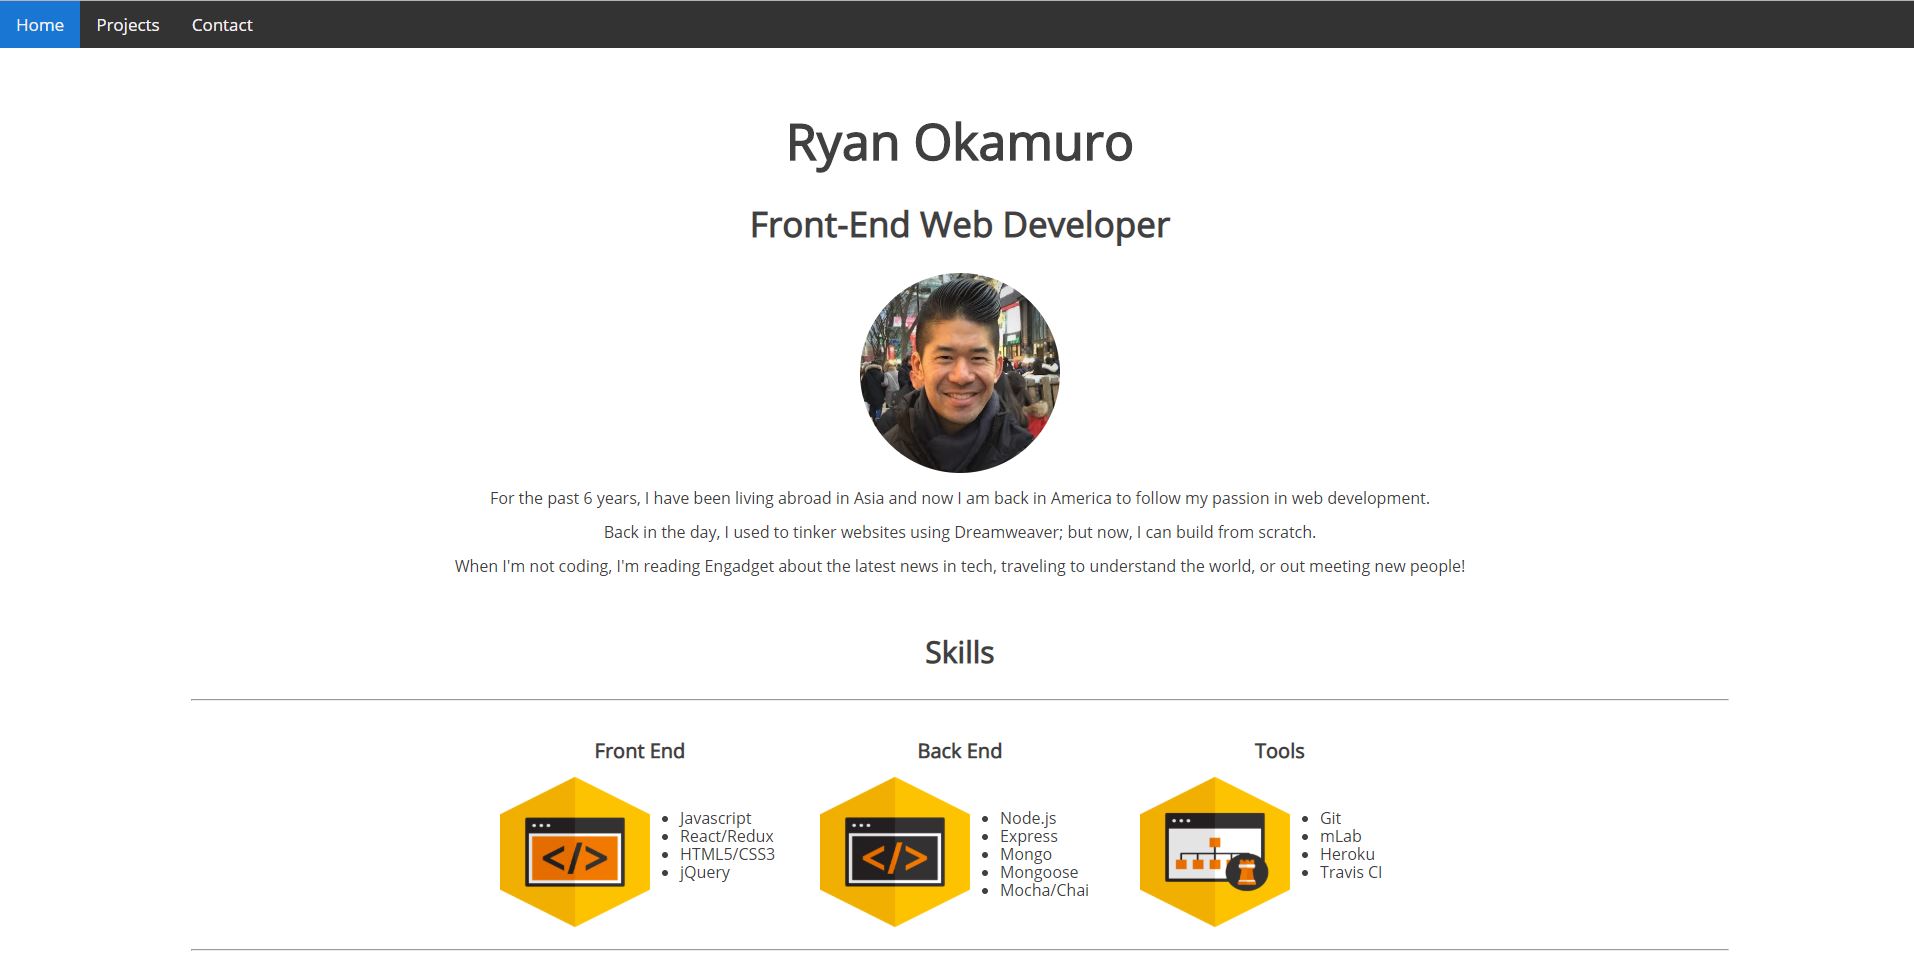 Home Projects Contact
Ryan Okamuro
Front-End Web Developer
For the past 6 years, I have been living abroad in Asia and now I am back in America to follow my passion in web development.
Back in the day, I used to tinker websites using Dreamweaver; but now, I can build from scratch.
When I'm not coding, I'm reading Engadget about the latest news in tech, traveling to understand the world, or out meeting new people!
Skills
Front End
</>
Javascript
React/Redux
HTML5/CSS3
jQuery
Back End
</>
Node.js
Express
Mongo
Mongoose
Mocha/Chai
Tools
Git
mLab
Heroku
Travis CI